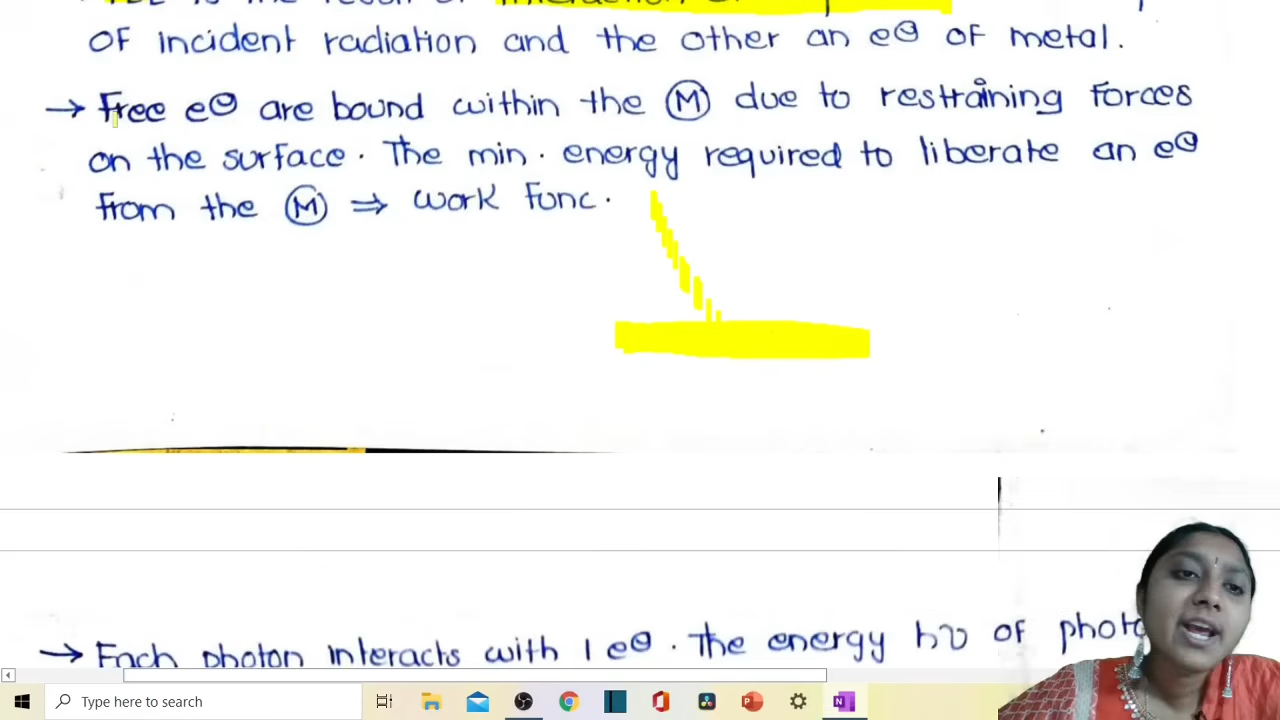 OF incident radiation and the other an e⊖ OF metal.
→ Free e⊖ are bound within the Ⓜ due to restraining forces
on the surface. The min. energy required to liberate an e⊖
from the Ⓜ ⇒ work func.
→ Each photon interacts with 1 e⊖. The energy hν of
Type here to search